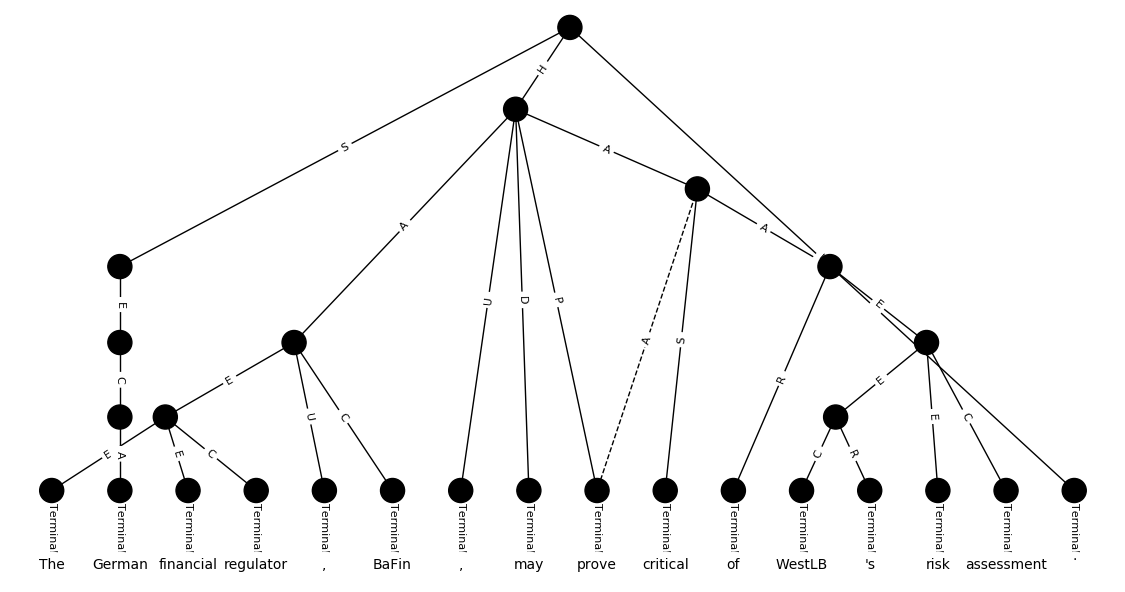 H
S
A
A
A
U
D
P
E
E
A
S
R
C
E
E
U
C
E
C
E
A
E
C
C
R
Terminal Terminal Terminal Terminal Terminal Terminal Terminal Terminal Terminal Terminal Terminal Terminal Terminal Terminal Terminal Terminal
The German financial regulator , BaFin , may prove critical of WestLB 's risk assessment .